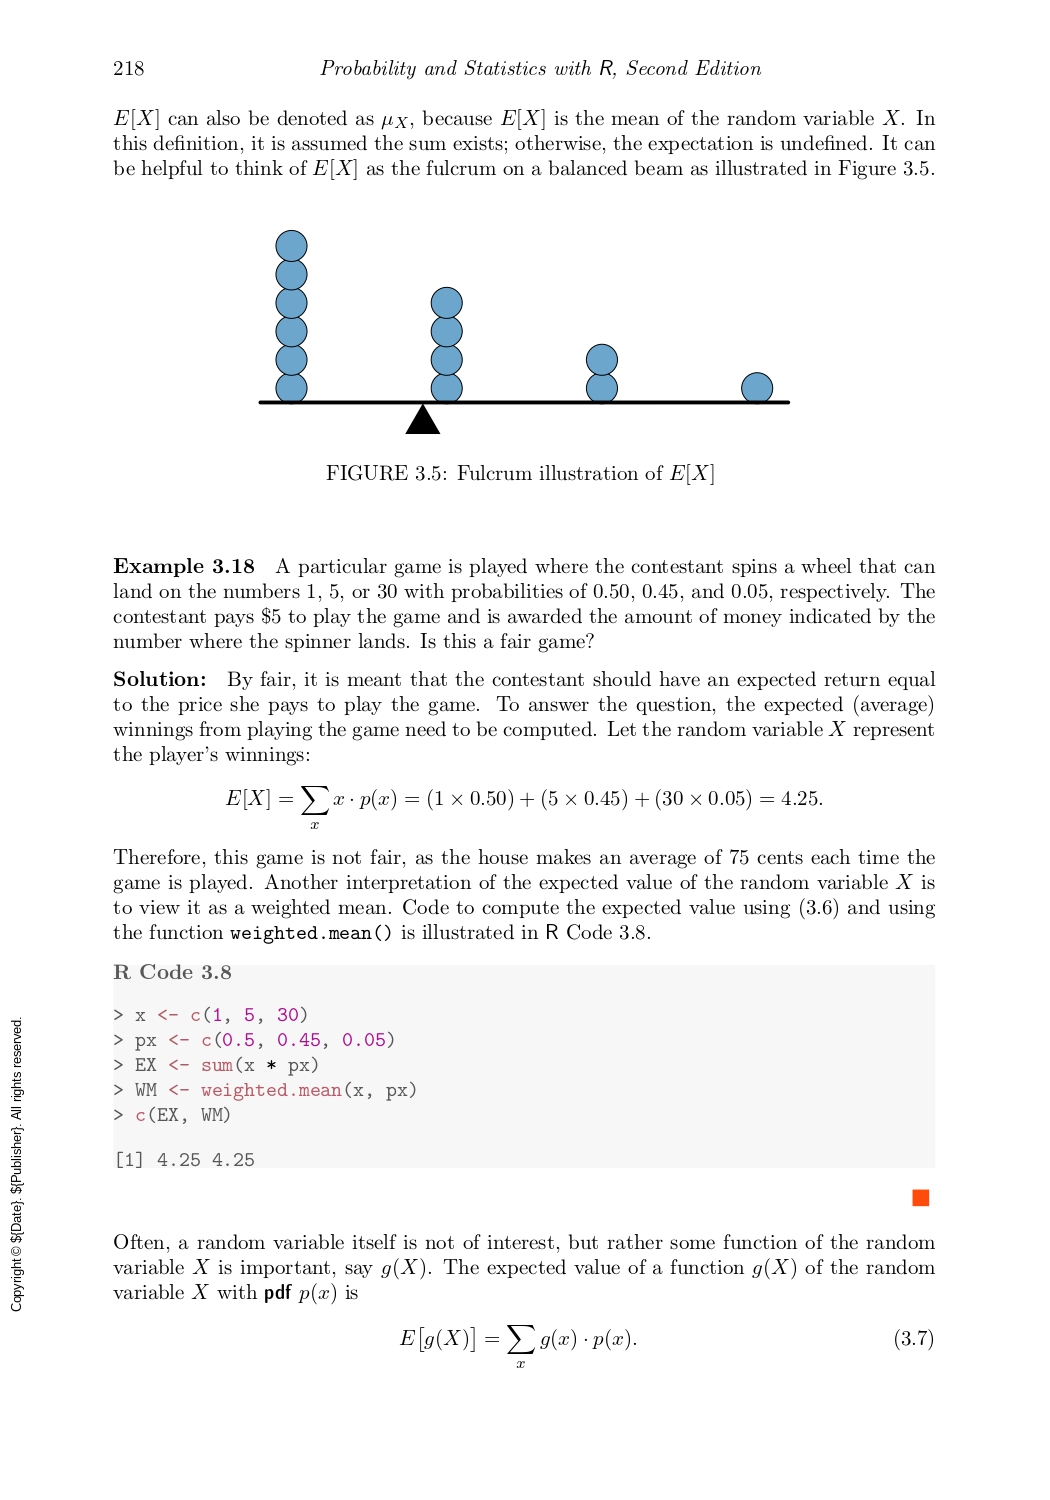 218 Probability and Statistics with R, Second Edition
E[X] can also be denoted as μ_X, because E[X] is the mean of the random variable X. In
this definition, it is assumed the sum exists; otherwise, the expectation is undefined. It can
be helpful to think of E[X] as the fulcrum on a balanced beam as illustrated in Figure 3.5.
FIGURE 3.5: Fulcrum illustration of E[X]
Example 3.18 A particular game is played where the contestant spins a wheel that can
land on the numbers 1, 5, or 30 with probabilities of 0.50, 0.45, and 0.05, respectively. The
contestant pays $5 to play the game and is awarded the amount of money indicated by the
number where the spinner lands. Is this a fair game?
Solution: By fair, it is meant that the contestant should have an expected return equal
to the price she pays to play the game. To answer the question, the expected (average)
winnings from playing the game need to be computed. Let the random variable X represent
the player's winnings:
E[X] = ∑_x x · p(x) = (1 × 0.50) + (5 × 0.45) + (30 × 0.05) = 4.25.
Therefore, this game is not fair, as the house makes an average of 75 cents each time the
game is played. Another interpretation of the expected value of the random variable X is
to view it as a weighted mean. Code to compute the expected value using (3.6) and using
the function weighted.mean() is illustrated in R Code 3.8.
R Code 3.8
> x <- c(1, 5, 30)
> px <- c(0.5, 0.45, 0.05)
> EX <- sum(x * px)
> WM <- weighted.mean(x, px)
> c(EX, WM)
[1] 4.25 4.25
Often, a random variable itself is not of interest, but rather some function of the random
variable X is important, say g(X). The expected value of a function g(X) of the random
variable X with pdf p(x) is
E[g(X)] = ∑_x g(x) · p(x). (3.7)
Copyright © ${Date}. ${Publisher}. All rights reserved.